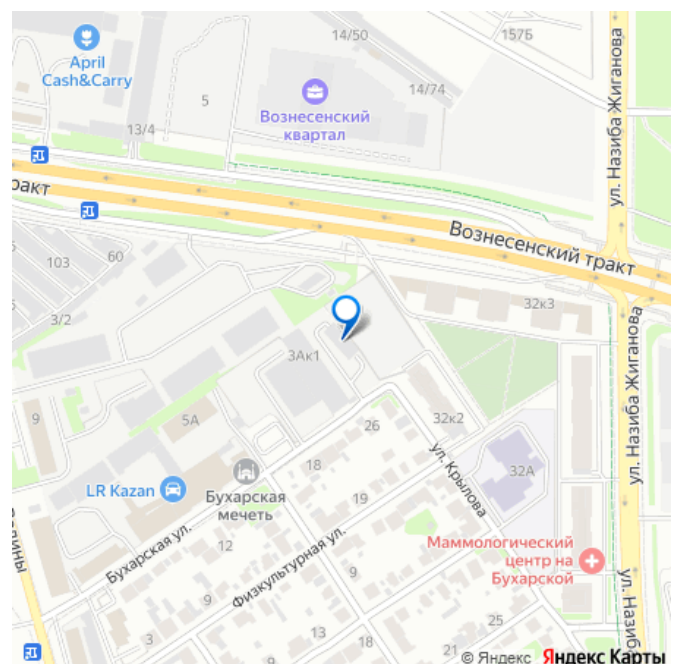 14/50
157Б
April
Cash&Carry
14/74
5
Вознесенский
квартал
ул. Назиба Жиганова
13/4
ракт
Вознесенский тракт
60
103
32к3
3/2
3Ак1
ул. Назиба Жиганова
9
5А
26
32к2
18
32А
LR Kazan
Бухарская
мечеть
19
ул. Крылова
12
Бухарская ул.
Физкультурная ул.
Маммологический
центр на
Бухарской
9
9
21
ул. Назиба
25
3
13
18
© Яндекс Яндекс Карты